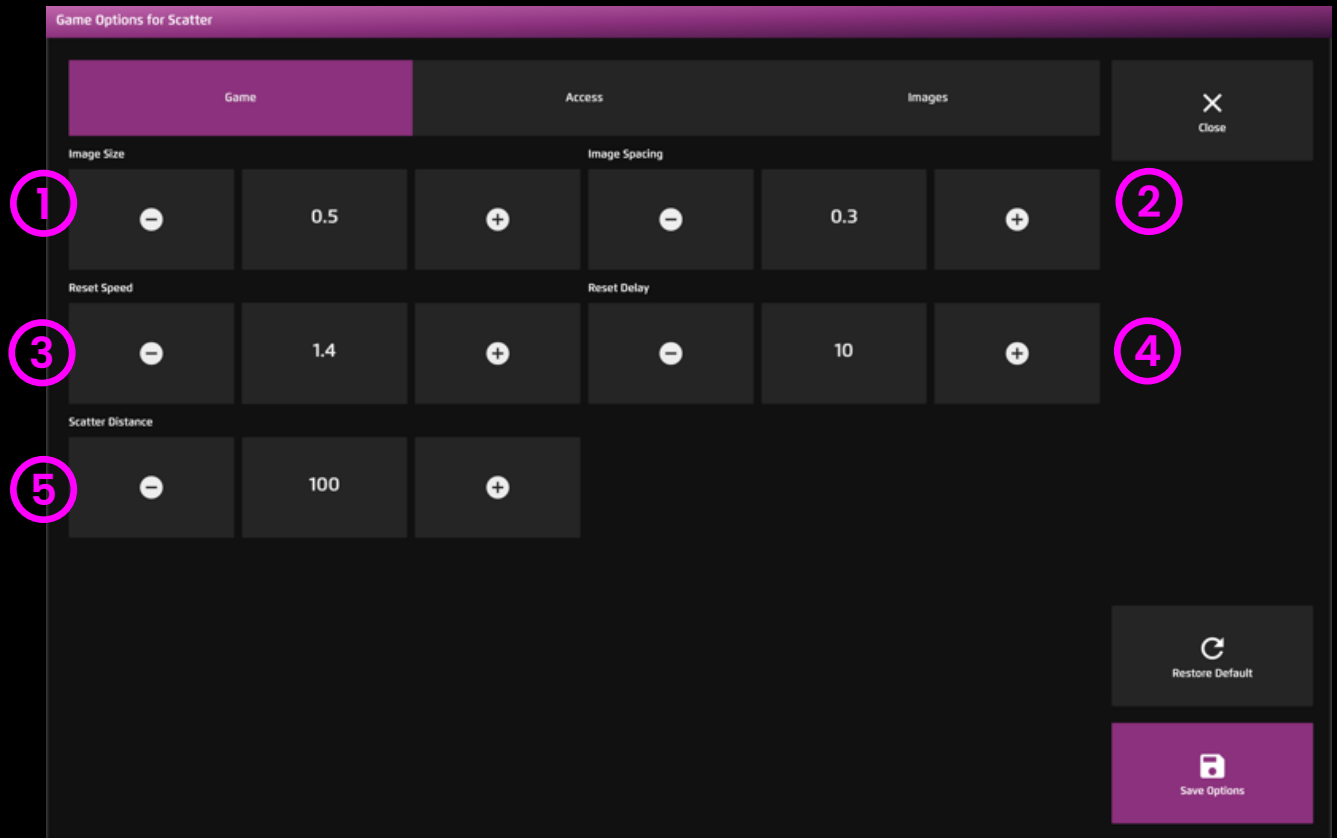 Game Options for Scatter
Game Access Images
Close
Image Size Image Spacing
1 0.5 0.3 2
Reset Speed Reset Delay
3 1.4 10 4
Scatter Distance
5 100
Restore Default
Save Options